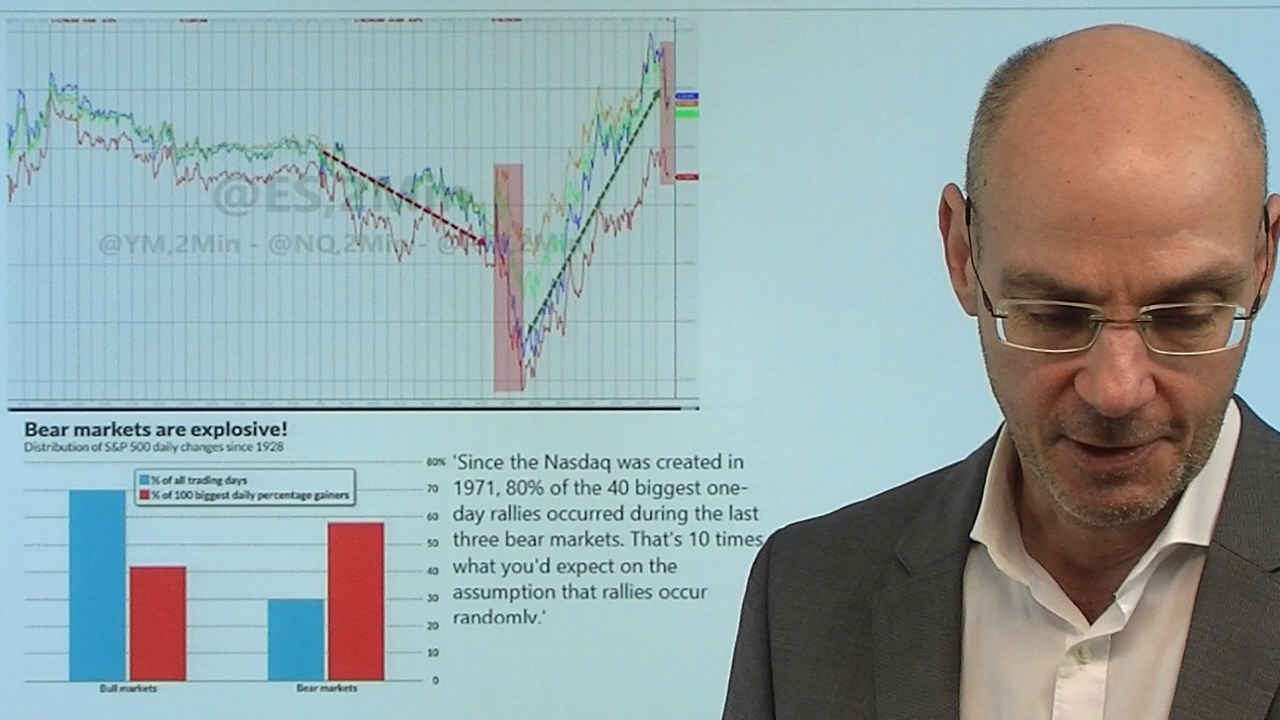 @ES,2M
@YM,2Min - @NQ,2Min - @
Bear markets are explosive!
Distribution of S&P 500 daily changes since 1928
% of all trading days
% of 100 biggest daily percentage gainers
80%
70
60
50
40
30
20
10
0
Bull markets
Bear markets
'Since the Nasdaq was created in
1971, 80% of the 40 biggest one-
day rallies occurred during the last
three bear markets. That's 10 times
what you'd expect on the
assumption that rallies occur
randomly.'